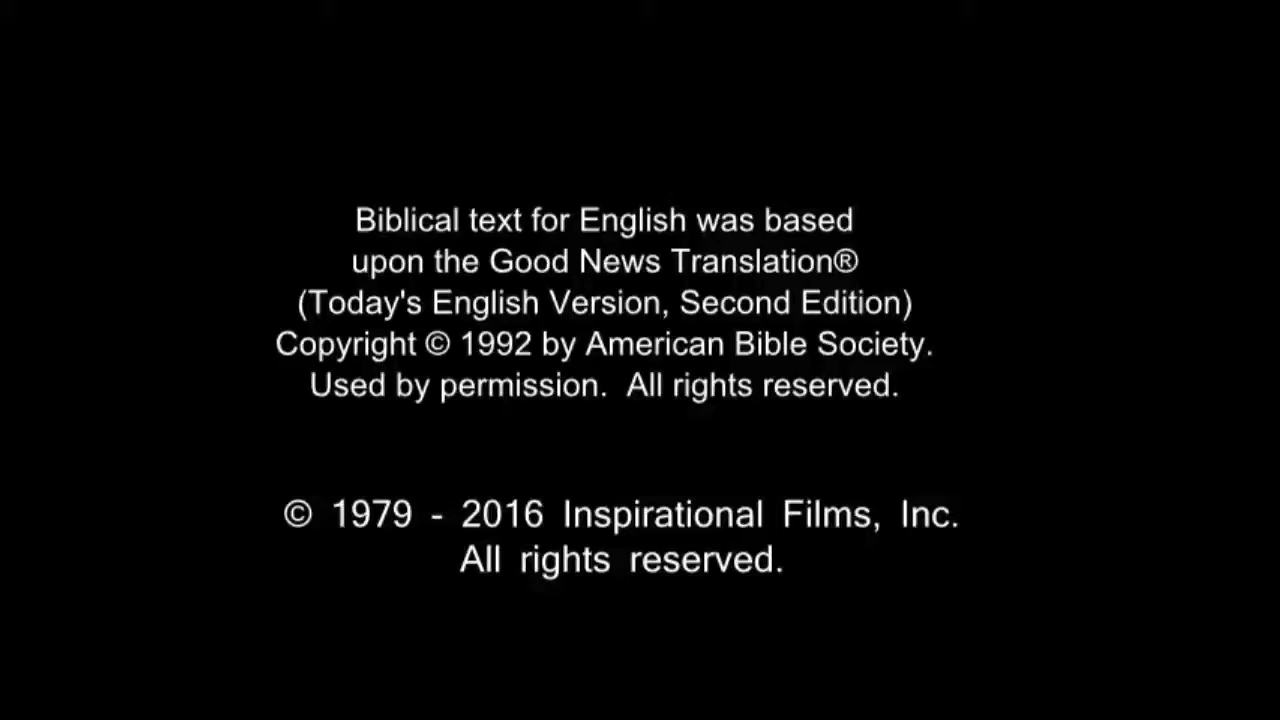 Biblical text for English was based
upon the Good News Translation®
(Today's English Version, Second Edition)
Copyright © 1992 by American Bible Society.
Used by permission.  All rights reserved.
© 1979 - 2016 Inspirational Films, Inc.
All rights reserved.